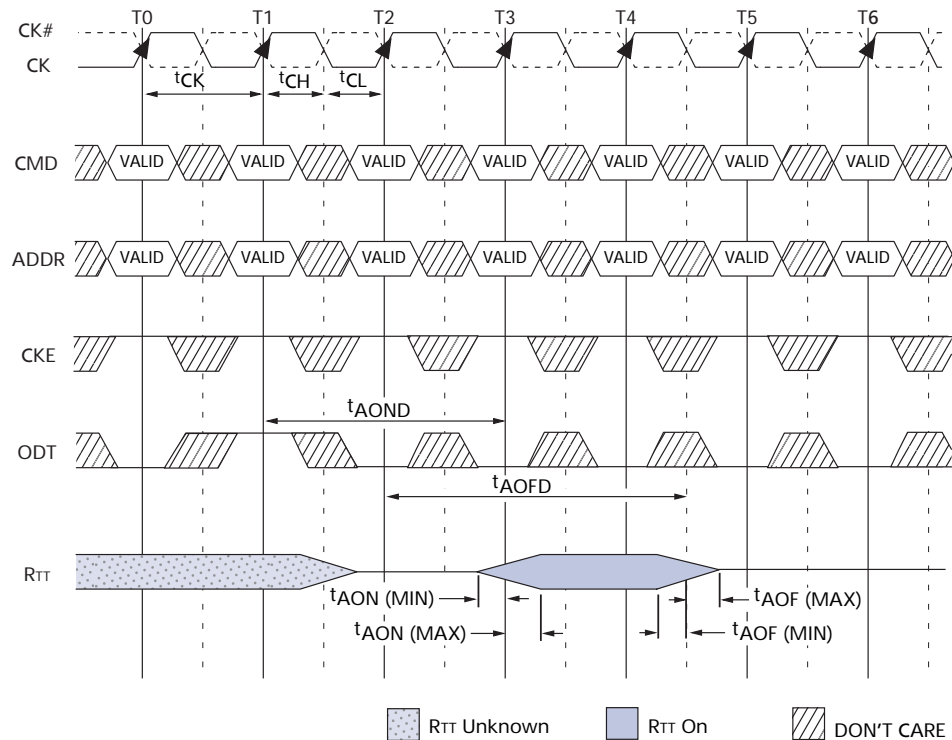 T0 T1 T2 T3 T4 T5 T6
CK#
CK
tCK tCH tCL
CMD VALID VALID VALID VALID VALID VALID VALID
ADDR VALID VALID VALID VALID VALID VALID VALID
CKE
tAOND
ODT
tAOFD
RTT
tAON (MIN) tAOF (MAX)
tAON (MAX) tAOF (MIN)
RTT Unknown RTT On DON'T CARE